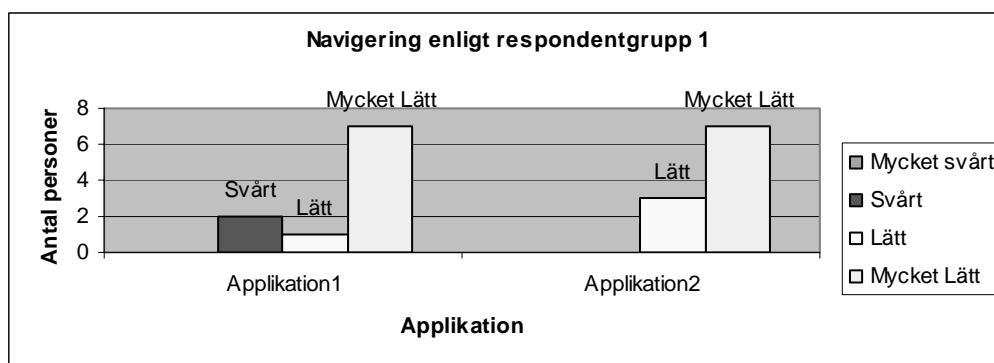 Navigering enligt respondentgrupp 1
Antal personer
8
6
4
2
0
Mycket Lätt
Mycket Lätt
Svårt
Lätt
Lätt
Applikation1
Applikation2
Applikation
Mycket svårt
Svårt
Lätt
Mycket Lätt